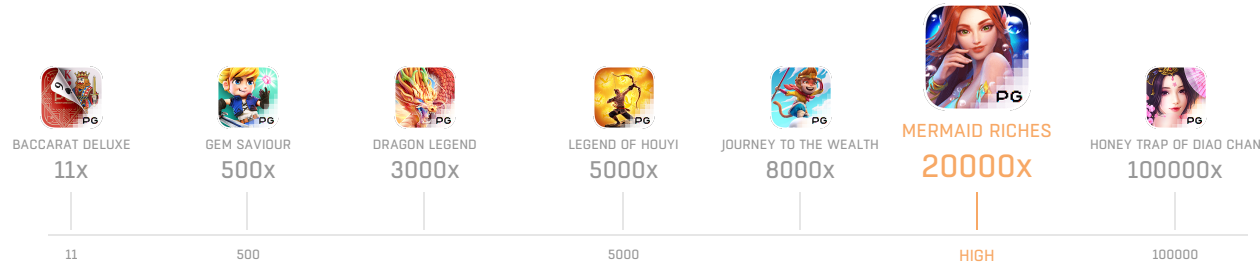 PG
PG
PG
PG
PG
PG
PG
BACCARAT DELUXE
11x
GEM SAVIOUR
500x
DRAGON LEGEND
3000x
LEGEND OF HOUYI
5000x
JOURNEY TO THE WEALTH
8000x
MERMAID RICHES
20000x
HONEY TRAP OF DIAO CHAN
100000x
11
500
5000
HIGH
100000